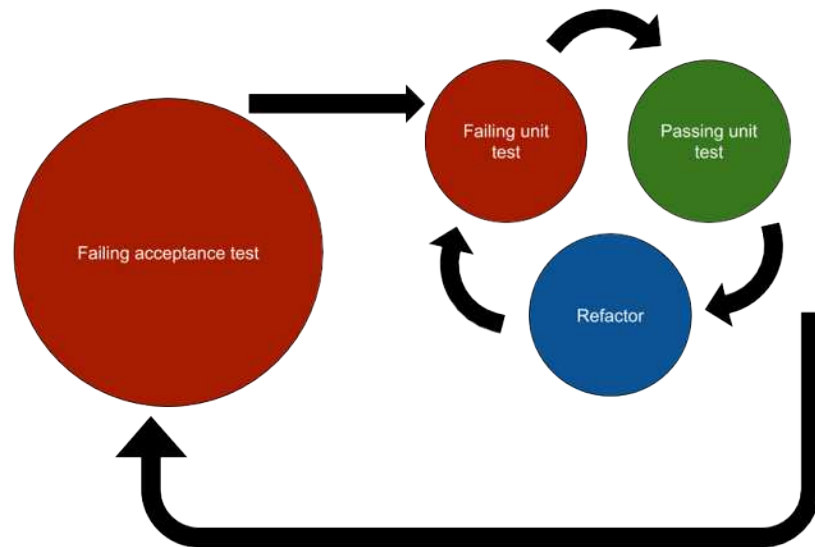 Failing unit
test
Passing unit
test
Failing acceptance test
Refactor